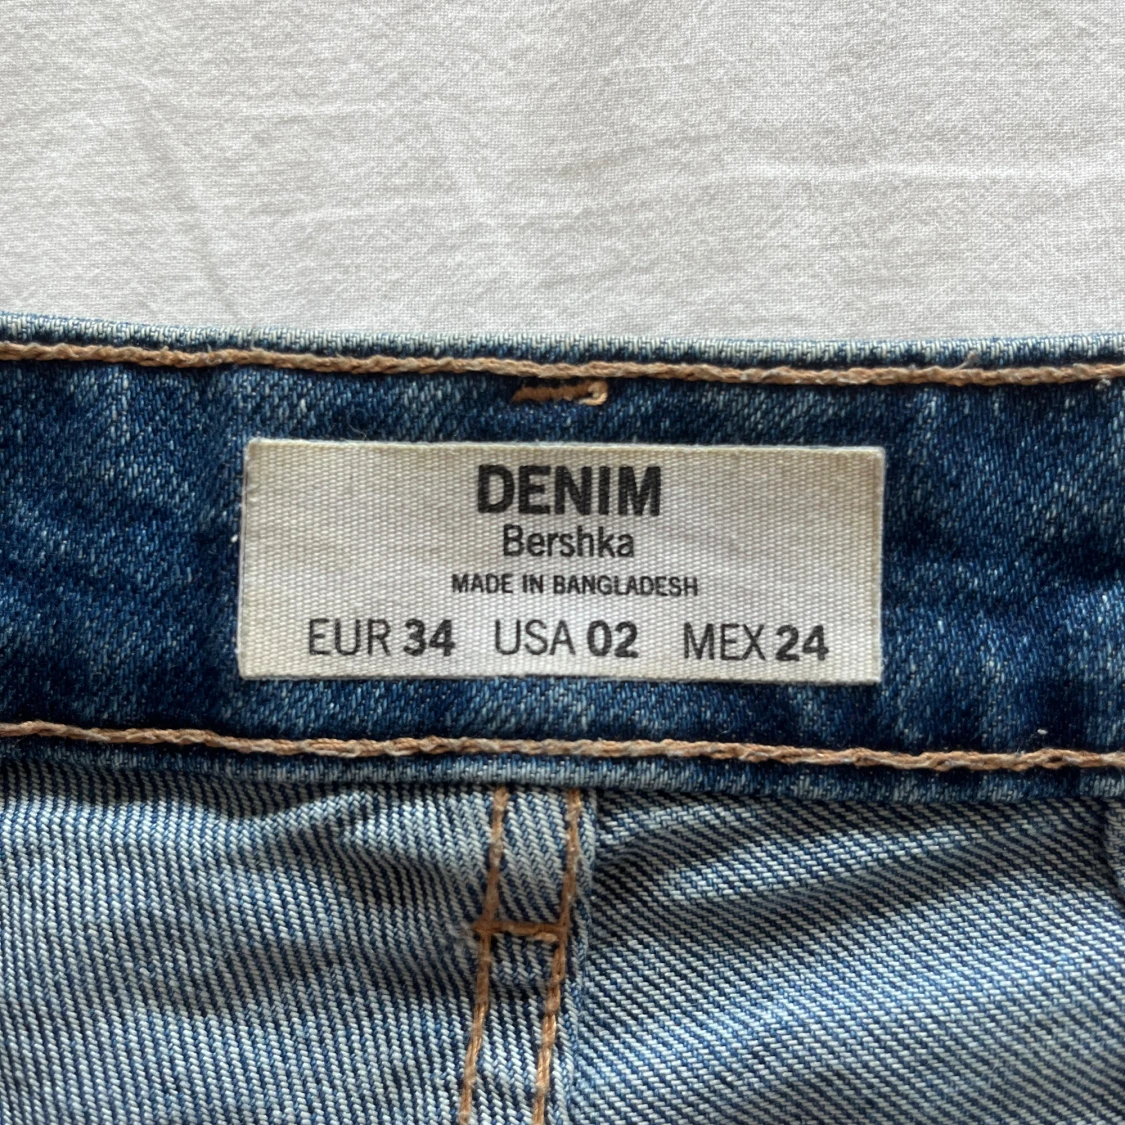 DENIM
Bershka
MADE IN BANGLADESH
EUR 34 USA 02 MEX 24